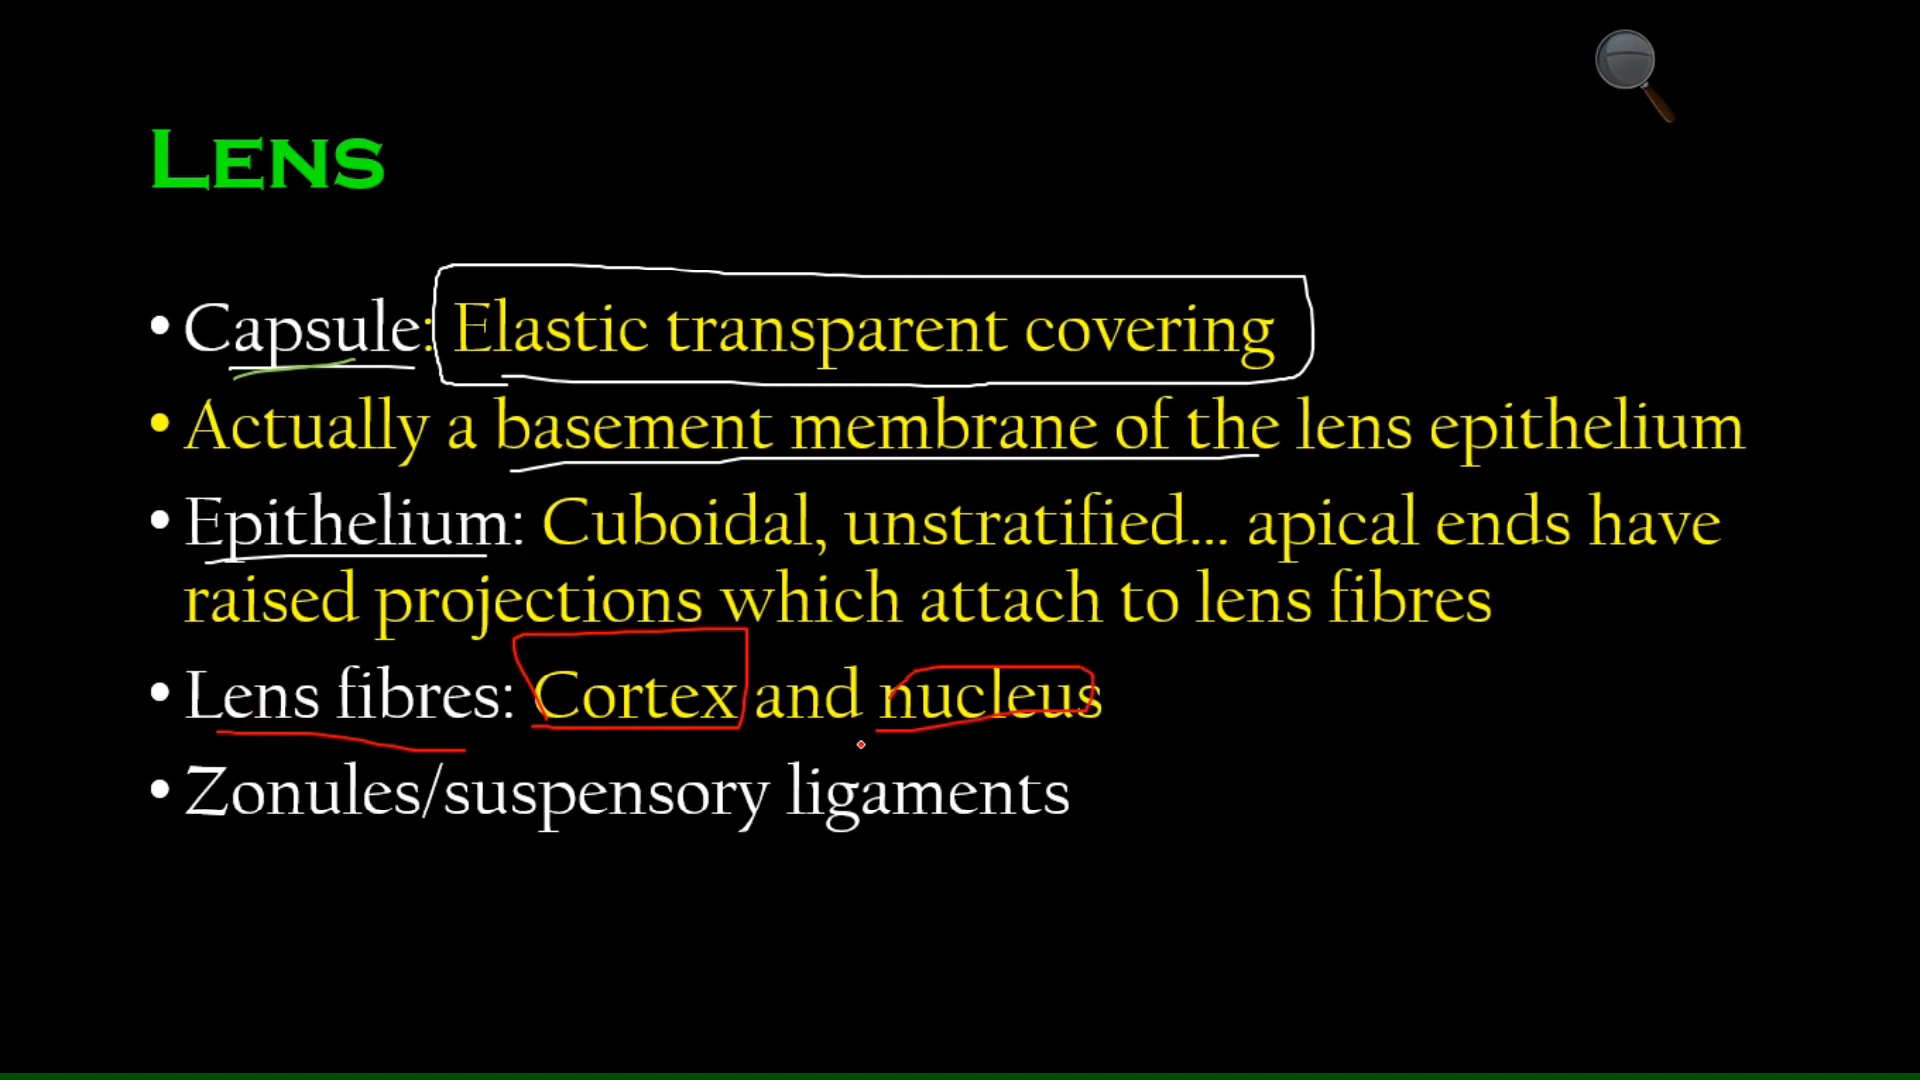 LENS
• Capsule: Elastic transparent covering
• Actually a basement membrane of the lens epithelium
• Epithelium: Cuboidal, unstratified... apical ends have
raised projections which attach to lens fibres
• Lens fibres: Cortex and nucleus
• Zonules/suspensory ligaments